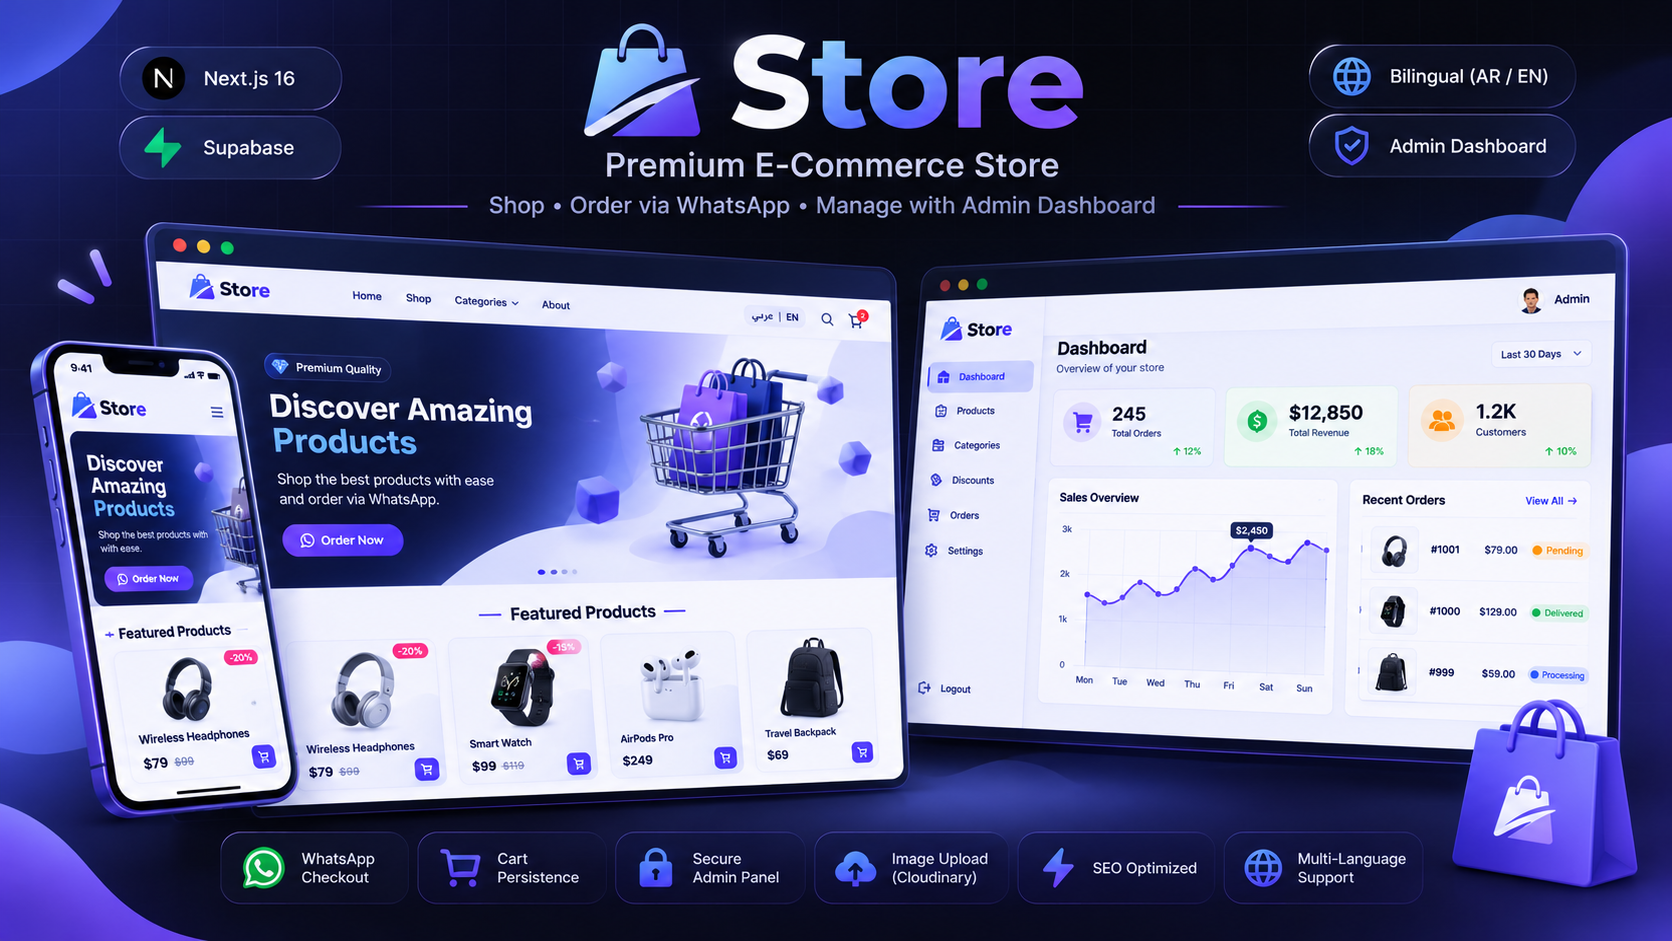 Next.js 16
Supabase
Store
Premium E-Commerce Store
Shop • Order via WhatsApp • Manage with Admin Dashboard
Bilingual (AR / EN)
Admin Dashboard
Store
Home
Shop
Categories
About
عربي | EN
2
Premium Quality
Discover Amazing
Products
Shop the best products with ease
and order via WhatsApp.
Order Now
Featured Products
-20%
Wireless Headphones
$79 $99
-15%
Smart Watch
$99 $119
AirPods Pro
$249
Travel Backpack
$69
9:41
Store
Discover
Amazing
Products
Shop the best products with
with ease.
Order Now
Featured Products
-20%
Wireless Headphones
$79 $99
Store
Dashboard
Products
Categories
Discounts
Orders
Settings
Logout
Admin
Dashboard
Overview of your store
Last 30 Days
245
Total Orders
↑ 12%
$12,850
Total Revenue
↑ 18%
1.2K
Customers
↑ 10%
Sales Overview
3k
2k
1k
0
$2,450
Mon
Tue
Wed
Thu
Fri
Sat
Sun
Recent Orders
View All →
#1001 $79.00 Pending
#1000 $129.00 Delivered
#999 $59.00 Processing
WhatsApp
Checkout
Cart
Persistence
Secure
Admin Panel
Image Upload
(Cloudinary)
SEO Optimized
Multi-Language
Support